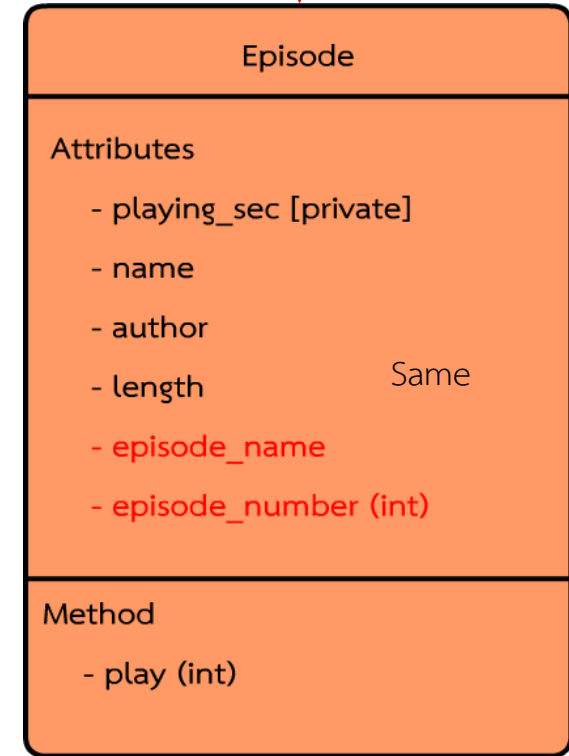 Episode
Attributes
- playing_sec [private]
- name
- author
- length
Same
- episode_name
- episode_number (int)
Method
- play (int)